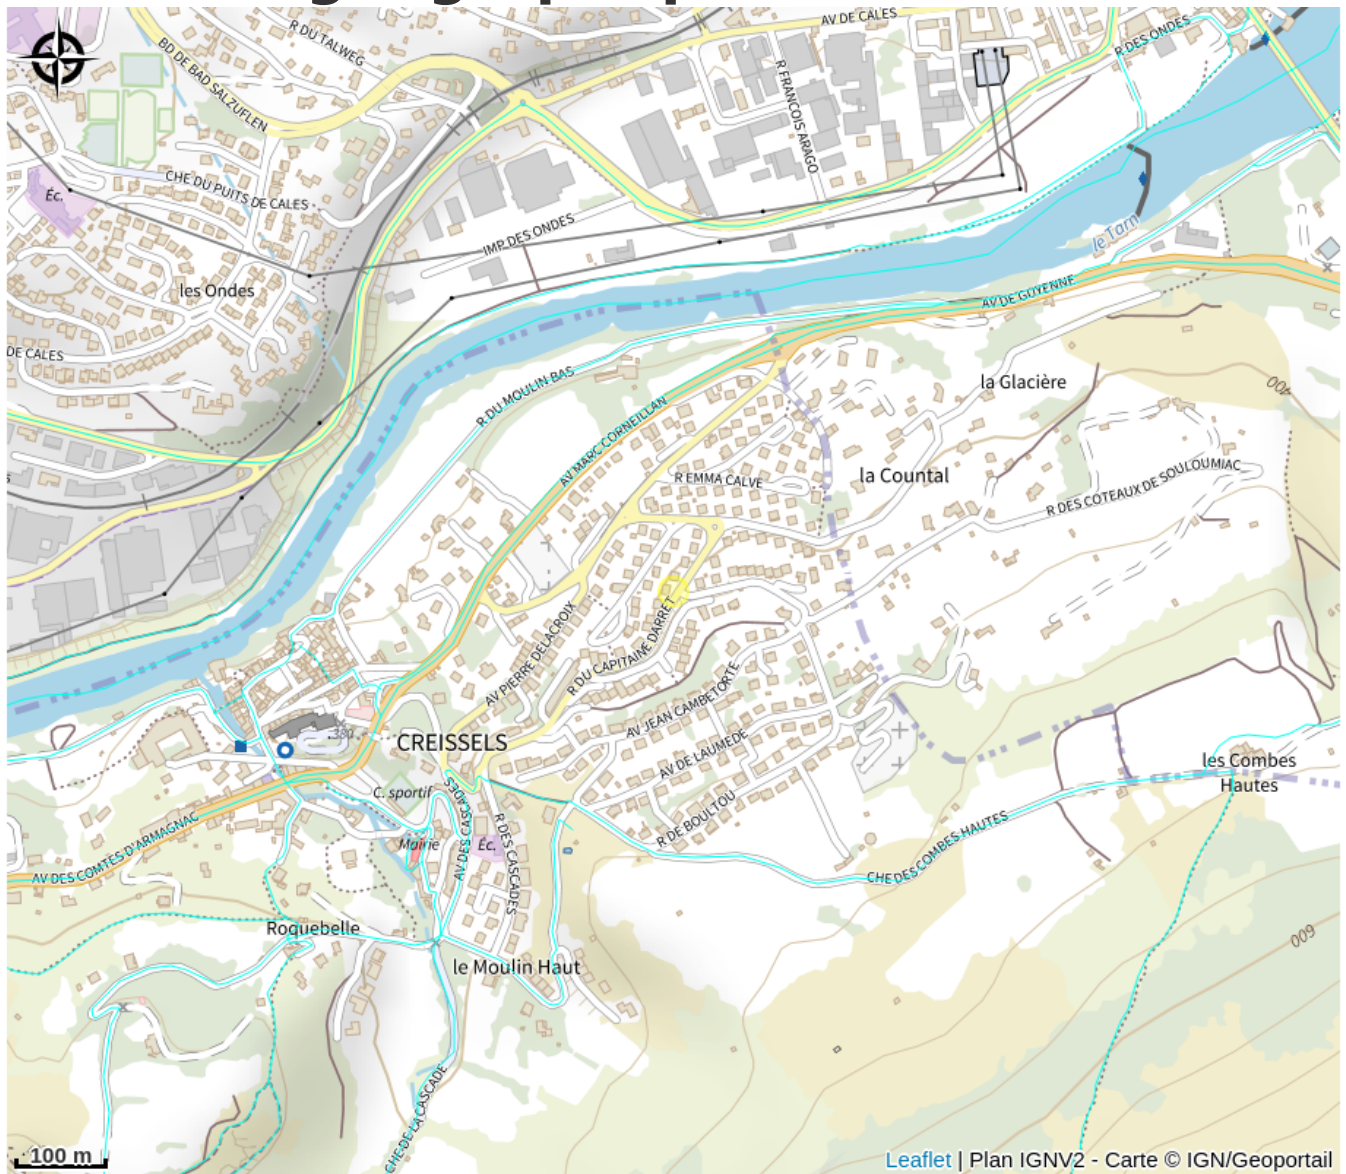 AV DE CALES
R DES ONDES
R DU TALWEG
BD DE BAD SALZUFLEN
R FRANCOIS ARAGO
CHE DU PUITS DE CALES
Éc.
IMP DES ONDES
le Tarn
les Ondes
AV DE GUYENNE
DE CALES
R DU MOULIN BAS
la Glacière
400
AV MARC CORNEILLAN
R EMMA CALVE
la Countal
R DES COTEAUX DE SOULOUMIAC
AV PIERRE DELACROIX
R DU CAPITAINE DARRET
AV JEAN CAMBETORTE
380
CREISSELS
AV DE LAUMEDE
les Combes
Hautes
C. sportif
AV DES CASCADES
R DES CASCADES
R DE BOULTOU
AV DES COMTES D'ARMAGNAC
Mairie
Éc.
CHE DES COMBES HAUTES
Roquebelle
600
le Moulin Haut
CHE DE LA CASCADE
100 m
Leaflet | Plan IGNV2 - Carte © IGN/Geoportail